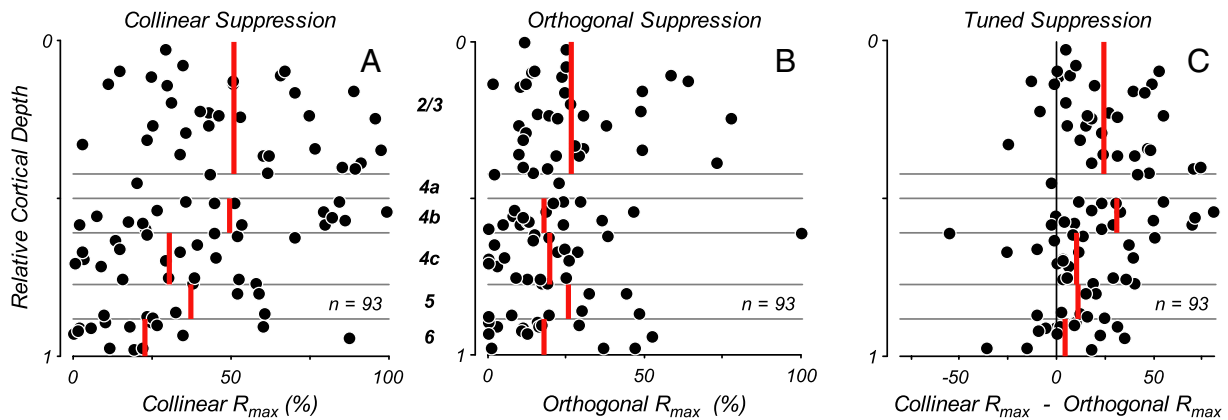 Collinear Suppression
Orthogonal Suppression
Tuned Suppression
0
A
0
B
0
C
Relative Cortical Depth
2/3
4a
4b
4c
5
6
n = 93
n = 93
n = 93
1
1
1
0
50
100
0
50
100
-50
0
50
Collinear Rmax (%)
Orthogonal Rmax (%)
Collinear Rmax - Orthogonal Rmax